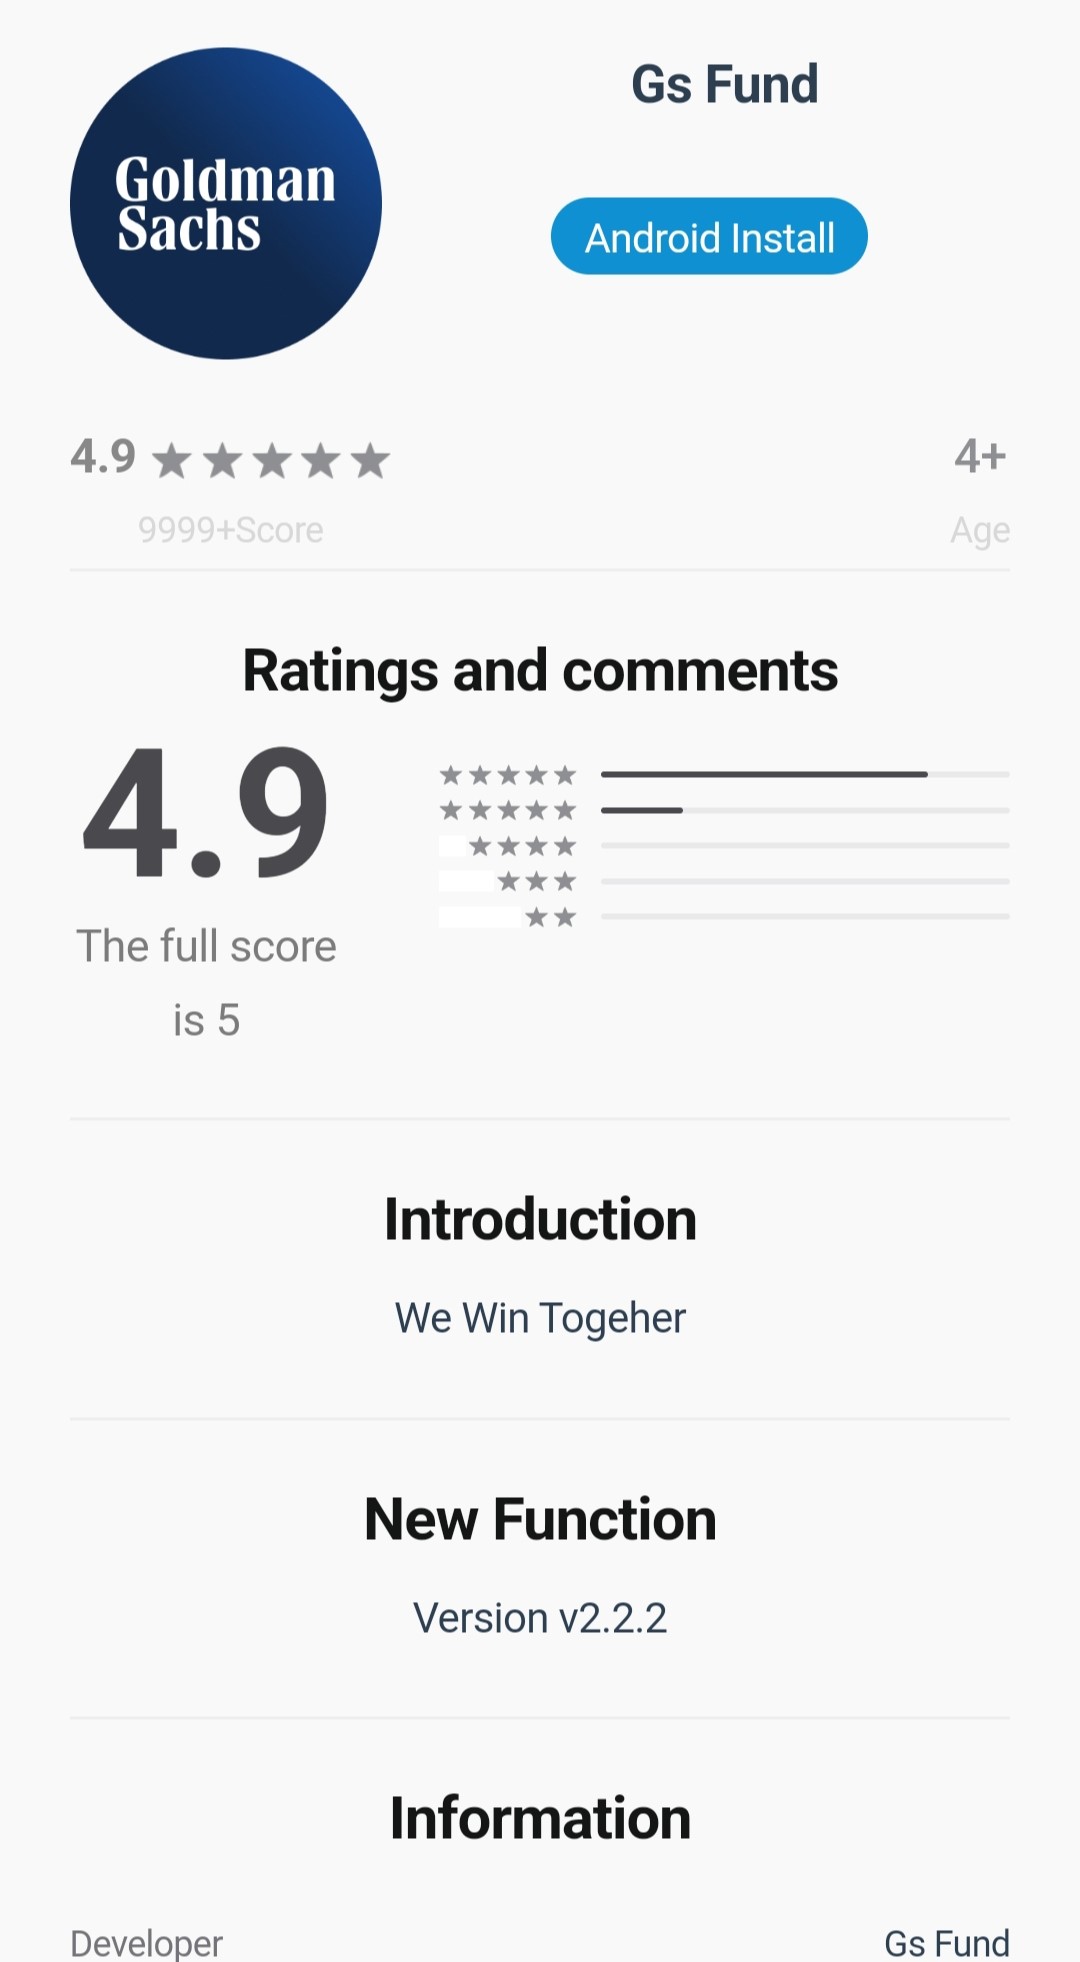 Goldman
Sachs
Gs Fund
Android Install
4.9
4+
9999+Score
Age
Ratings and comments
4.9
The full score
is 5
Introduction
We Win Togeher
New Function
Version v2.2.2
Information
Developer
Gs Fund